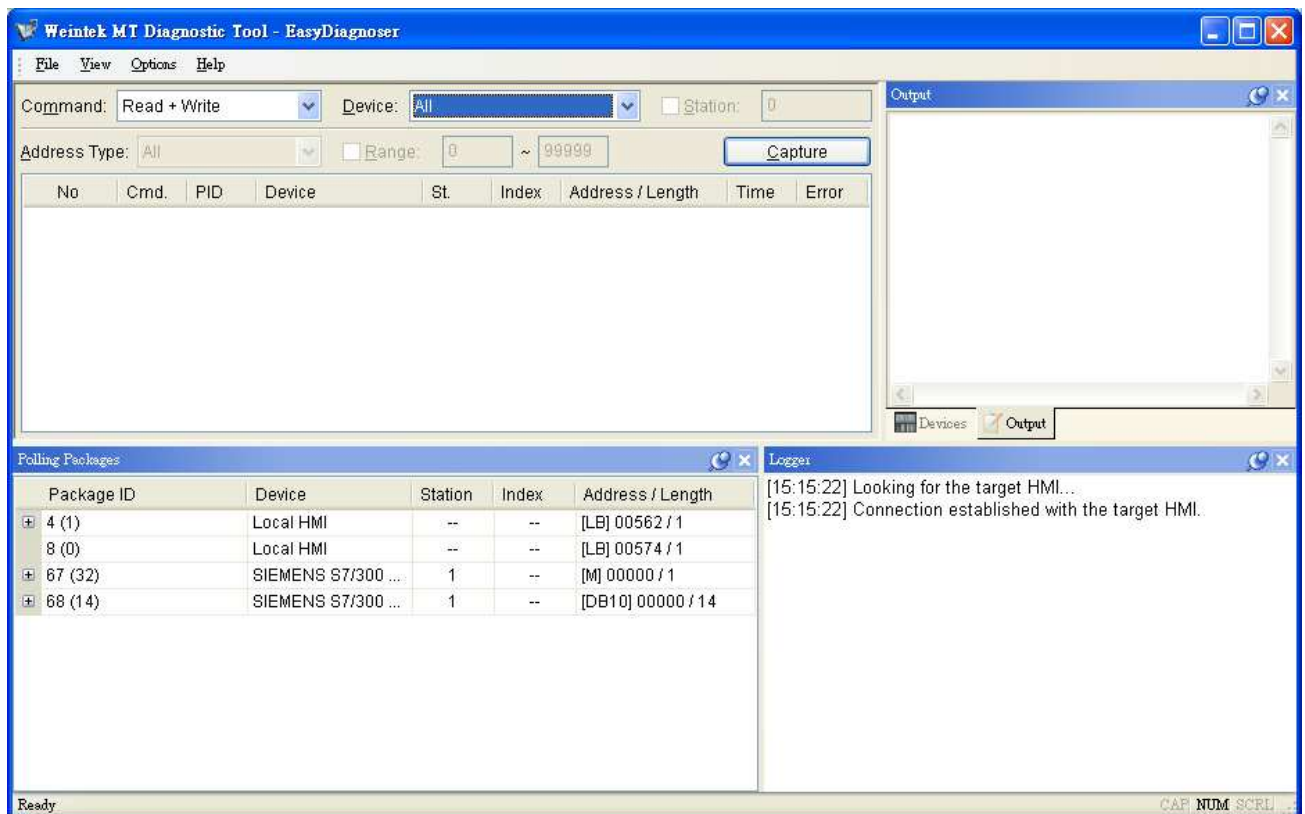 Weintek MT Diagnostic Tool - EasyDiagnoser
File View Options Help
Command: Read + Write Device: All Station: 0
Address Type: All Range: 0 ~ 99999 Capture
No Cmd. PID Device St. Index Address / Length Time Error
Output
Devices Output
Polling Packages
Package ID Device Station Index Address / Length
4 (1) Local HMI -- -- [LB] 00562 / 1
8 (0) Local HMI -- -- [LB] 00574 / 1
67 (32) SIEMENS S7/300 ... 1 -- [M] 00000 / 1
68 (14) SIEMENS S7/300 ... 1 -- [DB10] 00000 / 14
Logger
[15:15:22] Looking for the target HMI...
[15:15:22] Connection established with the target HMI.
Ready CAP NUM SCRL